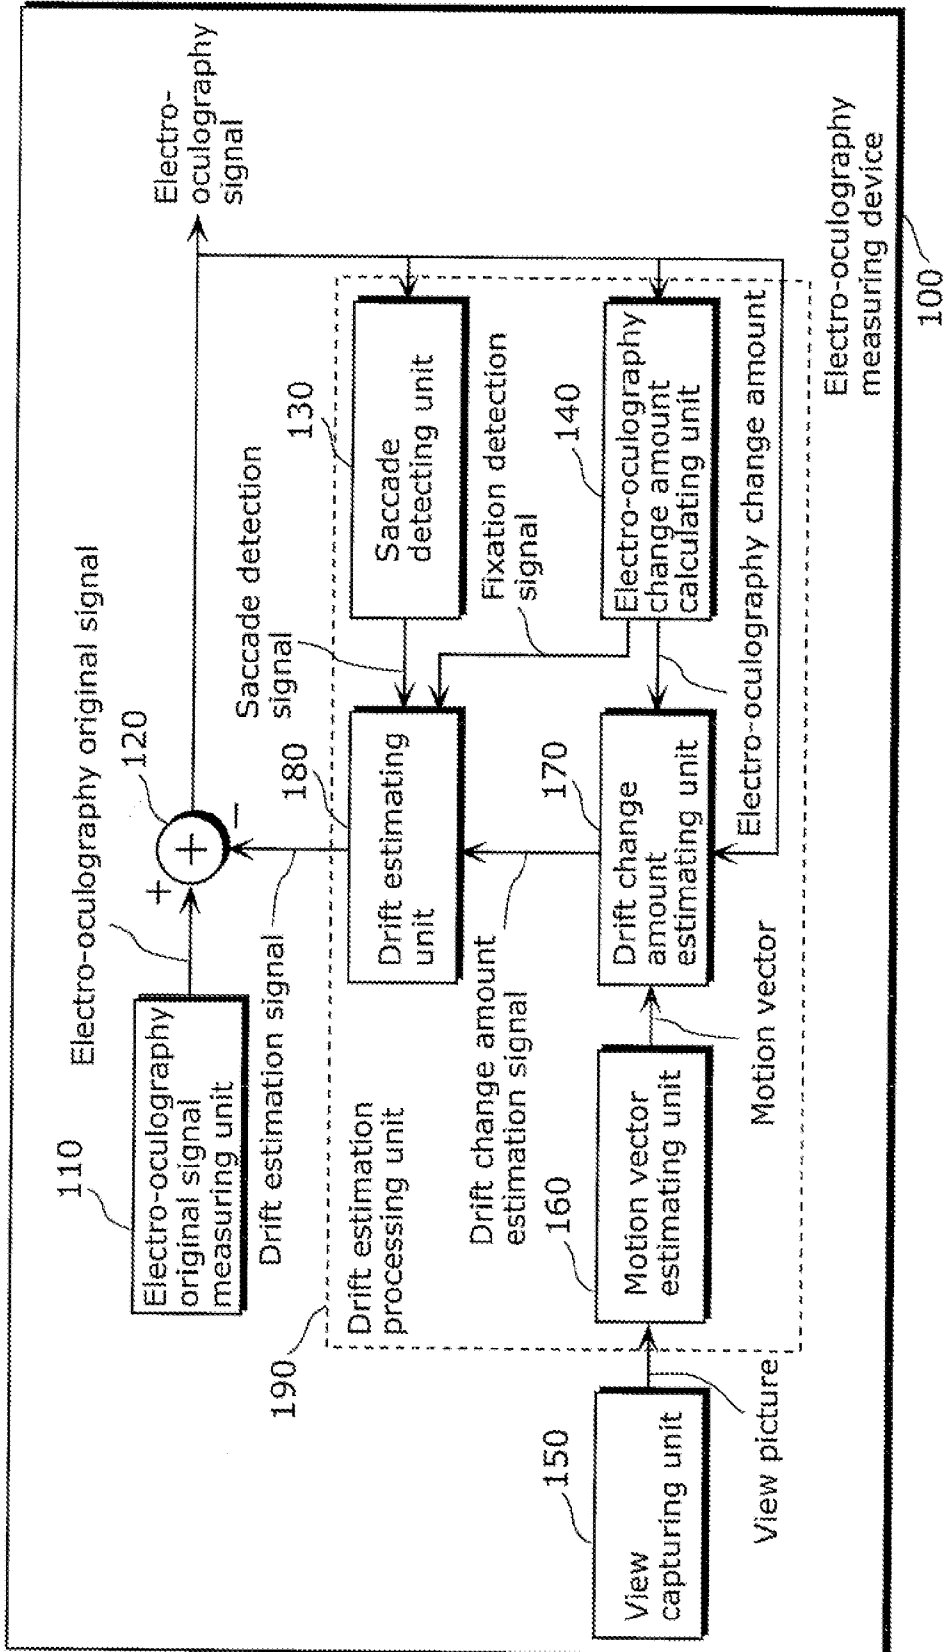 Electro-oculography original signal
110
120
Electro-oculography
original signal
measuring unit
+
+
−
Electro-
oculography
signal
Drift estimation signal
Saccade detection
signal
190
Drift estimation
processing unit
180
130
Drift estimating
unit
Saccade
detecting unit
Drift change amount
estimation signal
Fixation detection
signal
150
160
170
140
View
capturing unit
Motion vector
estimating unit
Drift change
amount
estimating unit
Electro-oculography
change amount
calculating unit
View picture
Motion vector
Electro-oculography change amount
Electro-oculography
measuring device
100